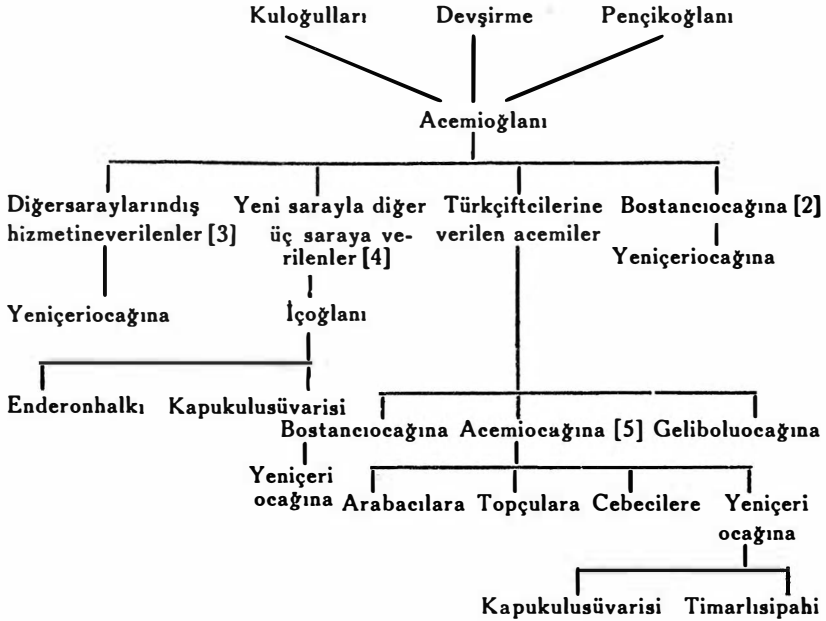 Kuloğulları Devşirme Pençikoğlanı
Acemioğlanı
Diğersaraylarındış Yeni sarayla diğer Türkçiftcilerine Bostancıocağına [2]
hizmetineverilenler [3] üç saraya ve- verilen acemiler
rilenler [4] Yeniçeriocağına
Yeniçeriocağına İçoğlanı
Enderonhalkı Kapukulusüvarisi
Bostancıocağına Acemiocağına [5] Geliboluocağına
Yeniçeri
ocağına Arabacılara Topçulara Cebecilere Yeniçeri
ocağına
Kapukulusüvarisi Timarlısipahi